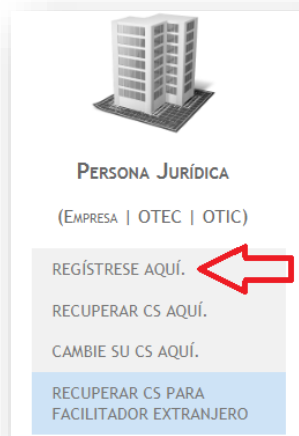 Persona Jurídica
(Empresa | OTEC | OTIC)
REGÍSTRESE AQUÍ.
RECUPERAR CS AQUÍ.
CAMBIE SU CS AQUÍ.
RECUPERAR CS PARA
FACILITADOR EXTRANJERO